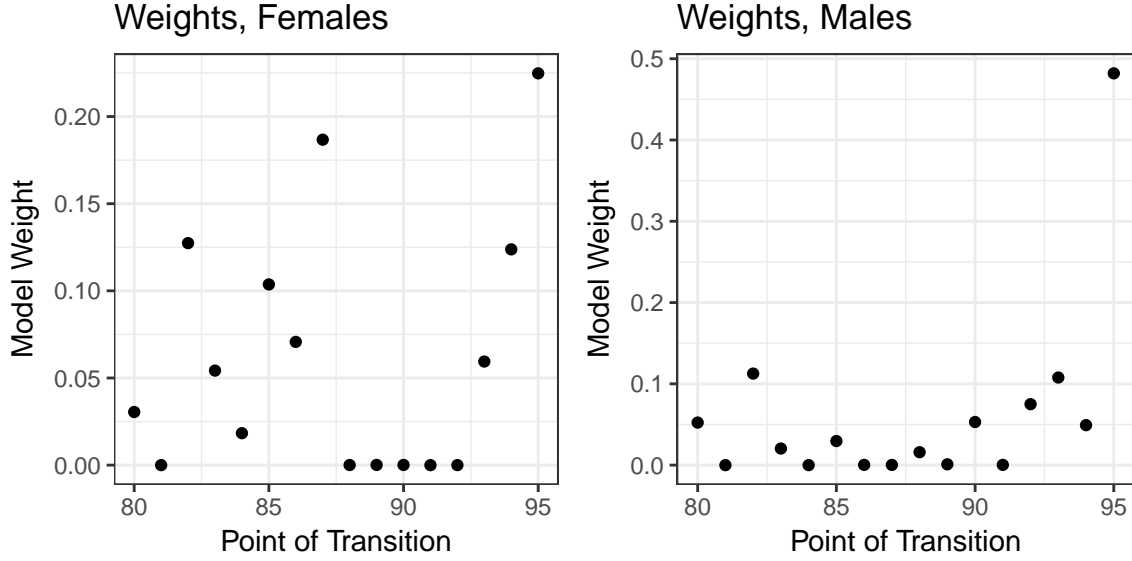 Weights, Females
Model Weight
0.20
0.15
0.10
0.05
0.00
80 85 90 95
Point of Transition
Weights, Males
Model Weight
0.5
0.4
0.3
0.2
0.1
0.0
80 85 90 95
Point of Transition